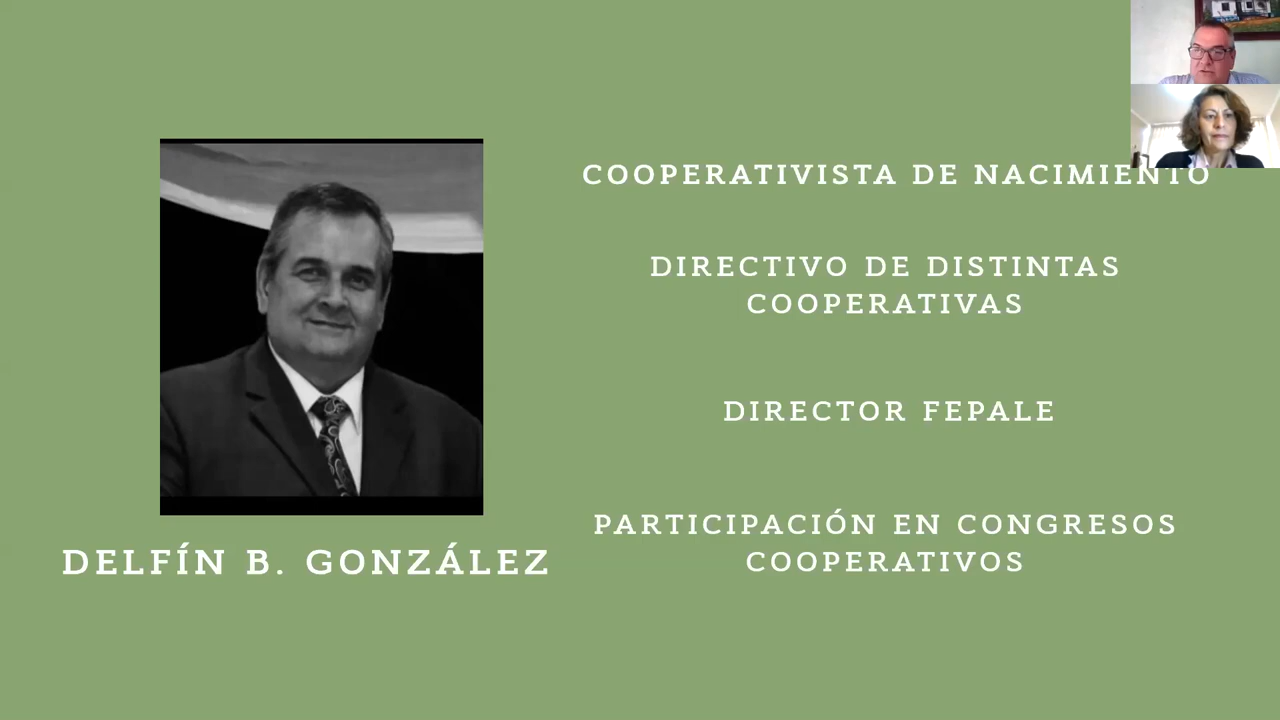 COOPERATIVISTA DE NACIMIENTO
DIRECTIVO DE DISTINTAS
COOPERATIVAS
DIRECTOR FEPALE
PARTICIPACIÓN EN CONGRESOS
COOPERATIVOS
DELFÍN B. GONZÁLEZ